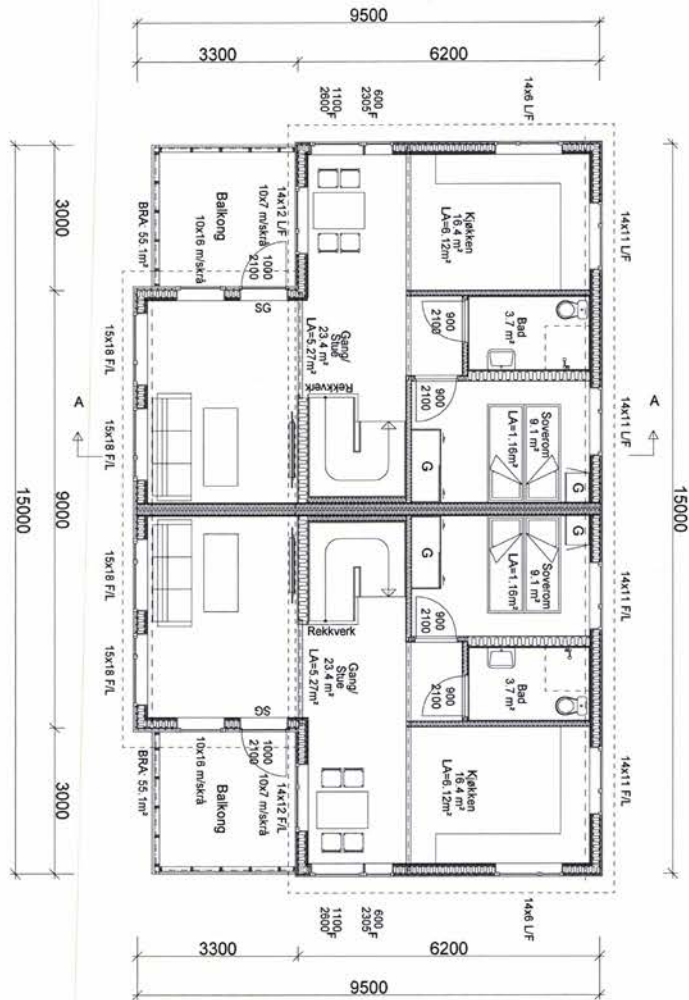 9500
3300
6200
1100
2600F
600
2305F
14x6 L/F
15000
3000
9000
3000
15000
BRA: 55.1m²
Balkong
10x16 m/skrå
14x12 L/F
10x7 m/skrå
1000
2100
SG
Kjøkken
16.4 m²
LA=6.12m²
14x11 L/F
Bad
3.7 m²
900
2100
Gang/
Stue
23.4 m²
LA=5.27m²
Rekkverk
900
2100
Soverom
9.1 m²
LA=1.16m²
G
G
14x11 L/F
A
A
15x18 F/L
15x18 F/L
15x18 F/L
15x18 F/L
G
G
Soverom
9.1 m²
LA=1.16m²
14x11 F/L
900
2100
Rekkverk
Gang/
Stue
23.4 m²
LA=5.27m²
900
2100
Bad
3.7 m²
SG
1000
2100
14x12 F/L
10x7 m/skrå
Balkong
10x16 m/skrå
BRA: 55.1m²
Kjøkken
16.4 m²
LA=6.12m²
14x11 F/L
1100
2600F
600
2305F
14x6 L/F
3300
6200
9500